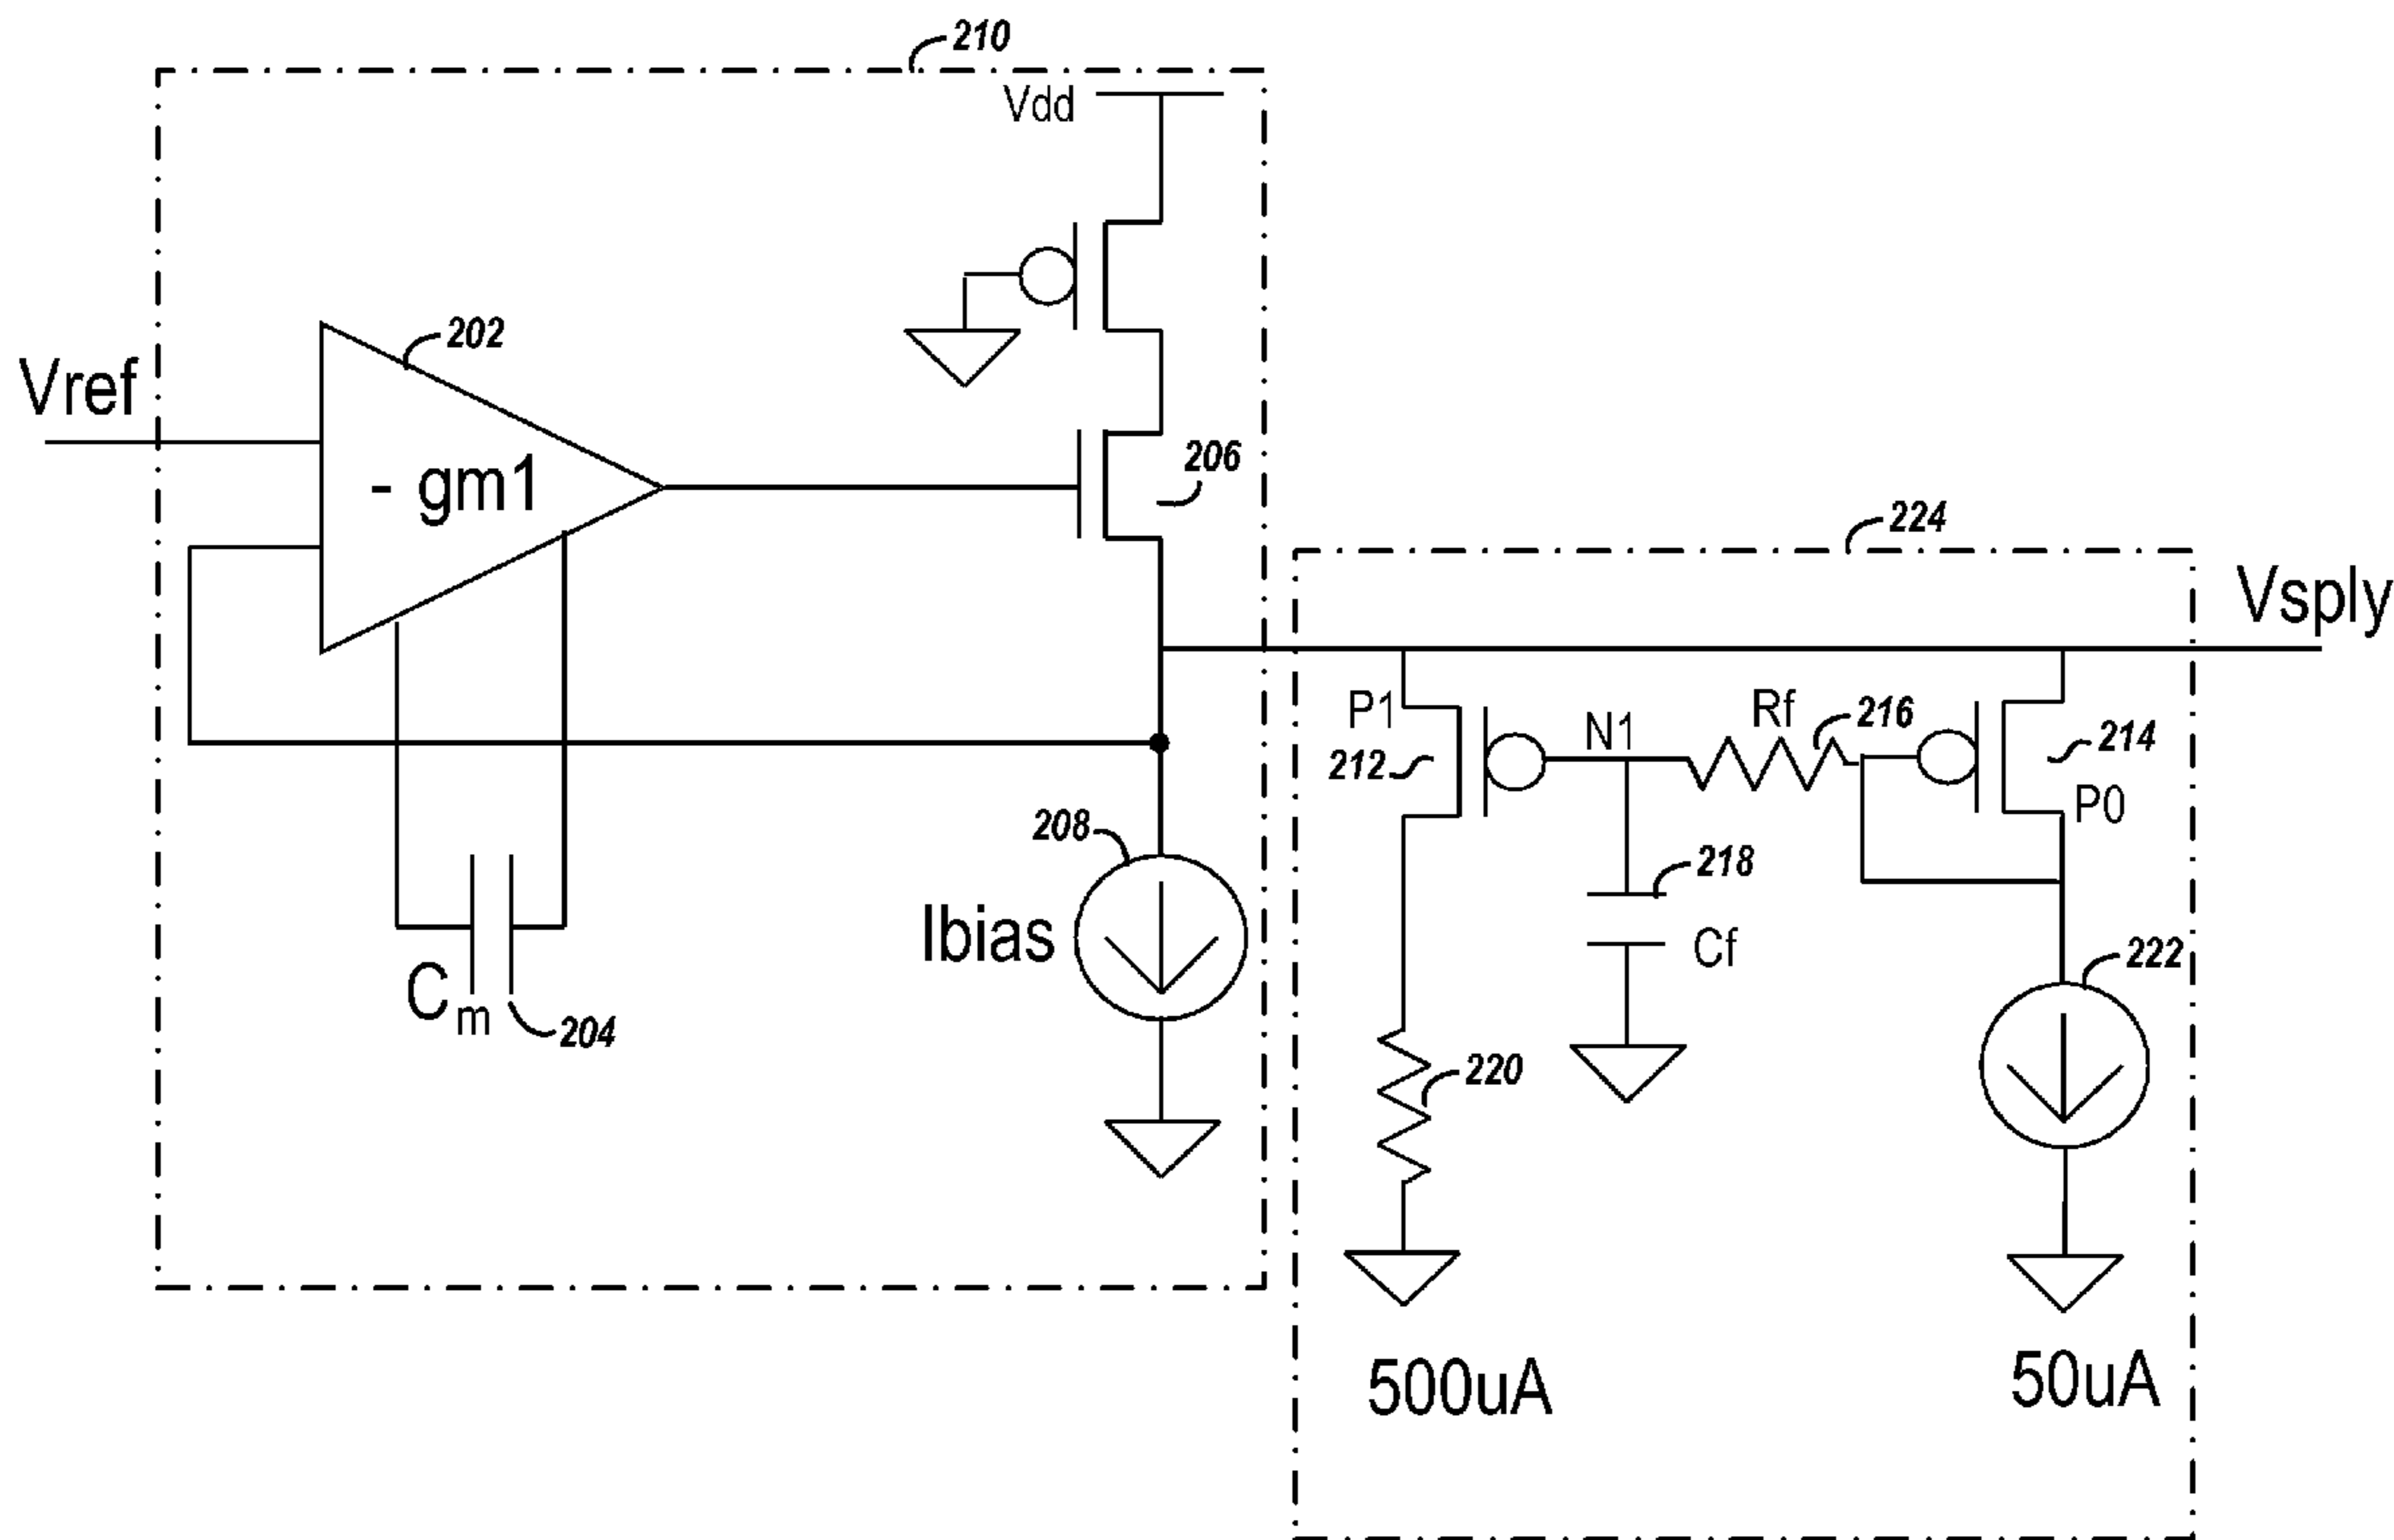 210
Vdd
202
Vref
- gm1
206
224
Vsply
P1
N1
Rf
216
214
212
P0
208
218
Ibias
Cf
222
Cm
204
220
500uA
50uA